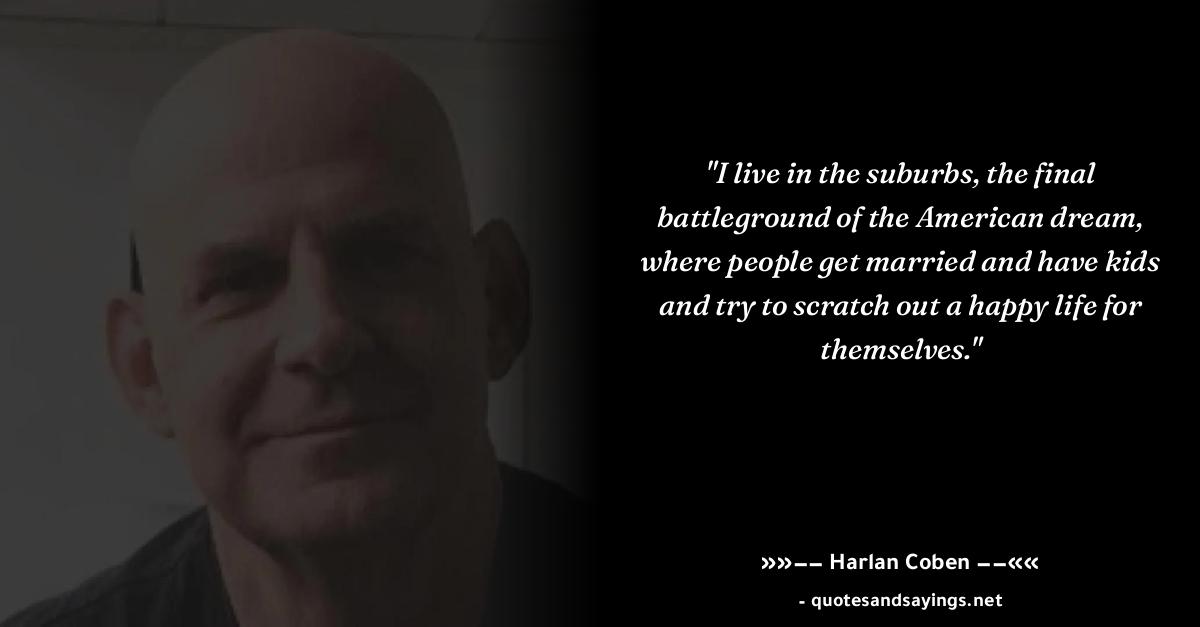 "I live in the suburbs, the final
battleground of the American dream,
where people get married and have kids
and try to scratch out a happy life for
themselves."
»»−− Harlan Coben −−««
- quotesandsayings.net